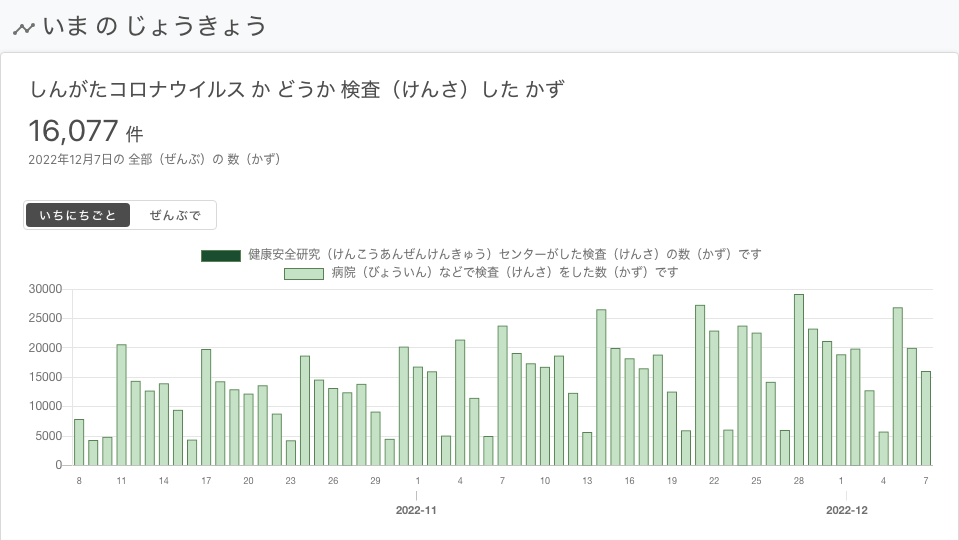 いま の じょうきょう
しんがたコロナウイルス か どうか 検査（けんさ）した かず
16,077 件
2022年12月7日の 全部（ぜんぶ）の 数（かず）
いちにちごと ぜんぶで
健康安全研究（けんこうあんぜんけんきゅう）センターがした検査（けんさ）の数（かず）です
病院（びょういん）などで検査（けんさ）をした数（かず）です
30000
25000
20000
15000
10000
5000
0
8 11 14 17 20 23 26 29 1 4 7 10 13 16 19 22 25 28 1 4 7
2022-11 2022-12